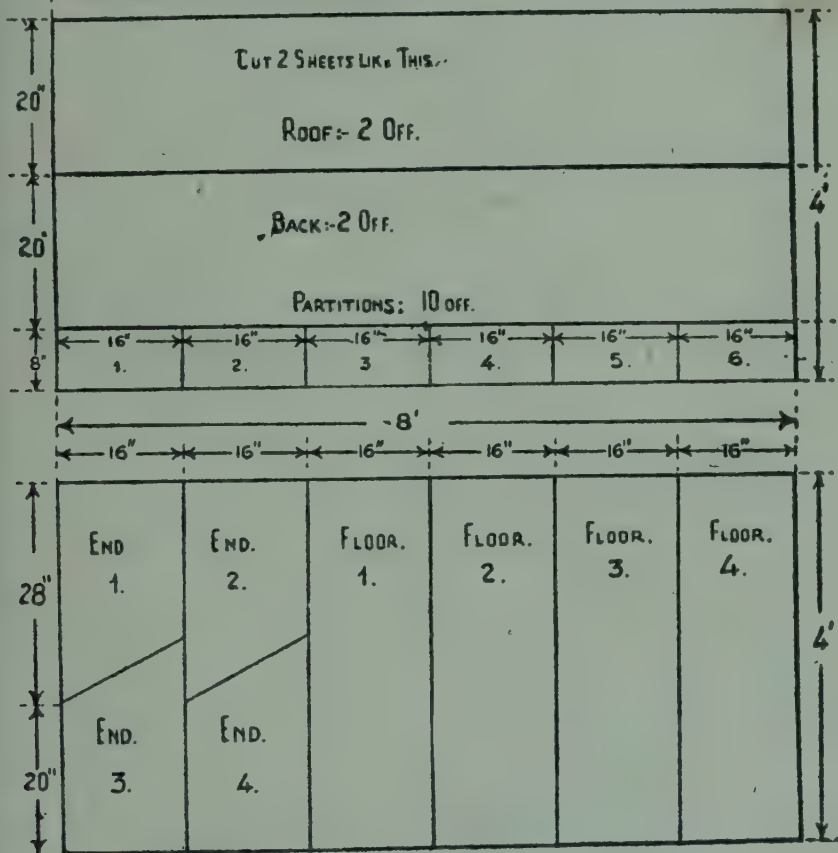 CUT 2 SHEETS LIKE THIS..
20"
ROOF:- 2 OFF.
4'
BACK:-2 OFF.
20"
PARTITIONS: 10 OFF.
16" 16" 16" 16" 16" 16"
8"
1. 2. 3 4. 5. 6.
8'
16" 16" 16" 16" 16" 16"
END 1.
END. 2.
FLOOR. 1.
FLOOR. 2.
FLOOR. 3.
FLOOR. 4.
28"
4'
END. 3.
END. 4.
20"